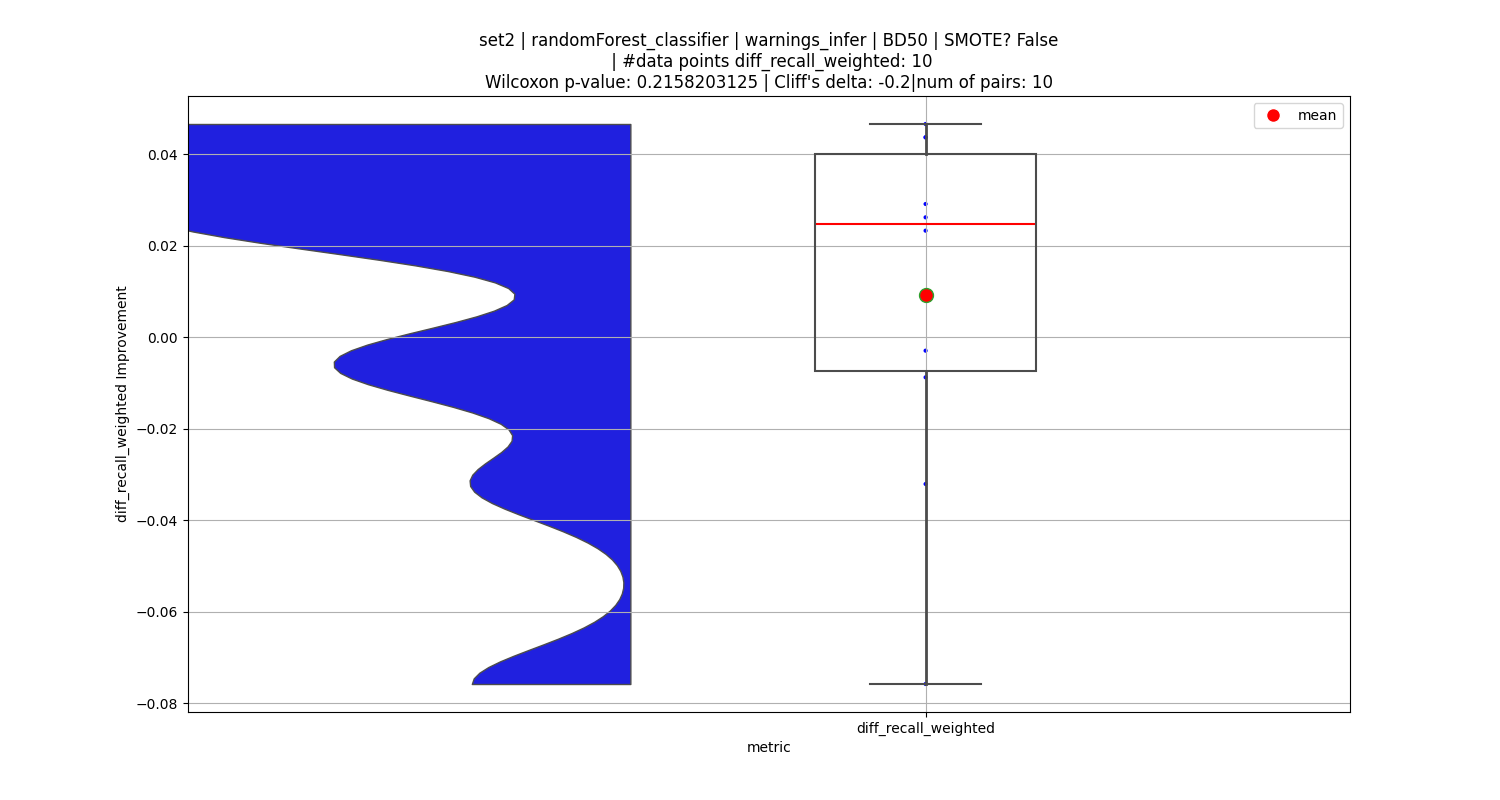 set2 | randomForest_classifier | warnings_infer | BD50 | SMOTE? False
| #data points diff_recall_weighted: 10
Wilcoxon p-value: 0.2158203125 | Cliff's delta: -0.2|num of pairs: 10
mean
0.04
0.02
0.00
−0.02
−0.04
−0.06
−0.08
diff_recall_weighted Improvement
diff_recall_weighted
metric